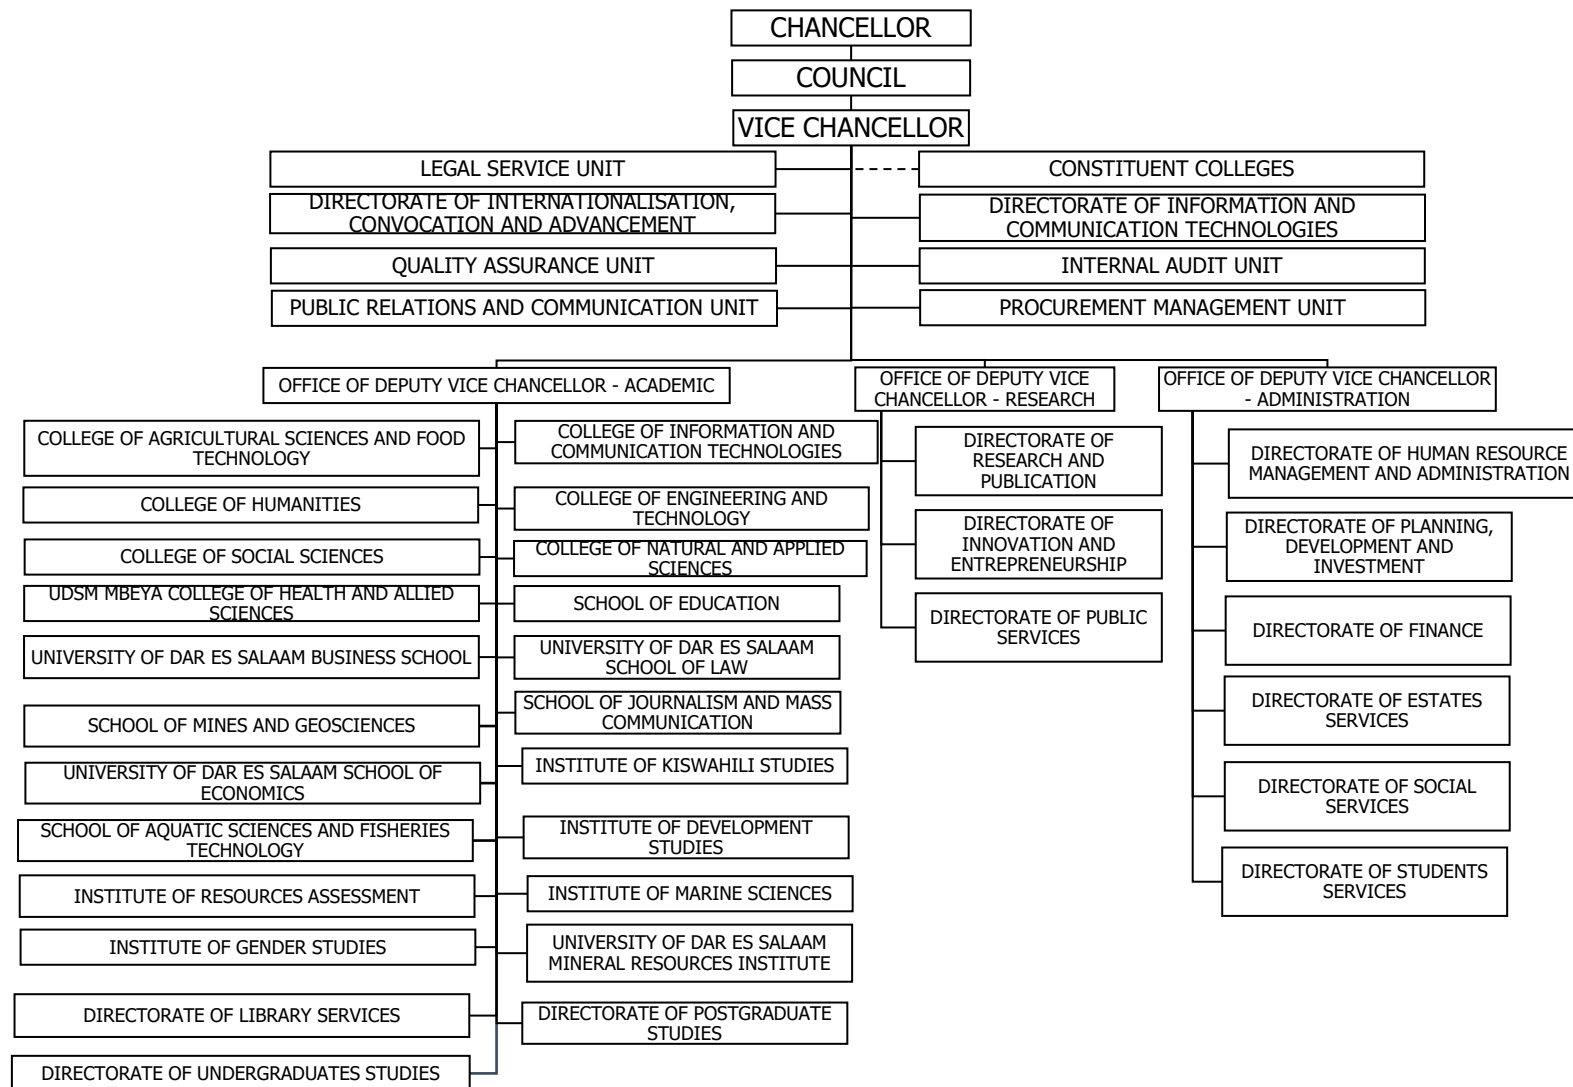 CHANCELLOR
COUNCIL
VICE CHANCELLOR
LEGAL SERVICE UNIT
CONSTITUENT COLLEGES
DIRECTORATE OF INTERNATIONALISATION,
CONVOCATION AND ADVANCEMENT
DIRECTORATE OF INFORMATION AND
COMMUNICATION TECHNOLOGIES
QUALITY ASSURANCE UNIT
INTERNAL AUDIT UNIT
PUBLIC RELATIONS AND COMMUNICATION UNIT
PROCUREMENT MANAGEMENT UNIT
OFFICE OF DEPUTY VICE CHANCELLOR - ACADEMIC
OFFICE OF DEPUTY VICE
CHANCELLOR - RESEARCH
OFFICE OF DEPUTY VICE CHANCELLOR
- ADMINISTRATION
COLLEGE OF AGRICULTURAL SCIENCES AND FOOD
TECHNOLOGY
COLLEGE OF INFORMATION AND
COMMUNICATION TECHNOLOGIES
COLLEGE OF HUMANITIES
COLLEGE OF ENGINEERING AND
TECHNOLOGY
COLLEGE OF SOCIAL SCIENCES
COLLEGE OF NATURAL AND APPLIED
SCIENCES
UDSM MBEYA COLLEGE OF HEALTH AND ALLIED
SCIENCES
SCHOOL OF EDUCATION
UNIVERSITY OF DAR ES SALAAM BUSINESS SCHOOL
UNIVERSITY OF DAR ES SALAAM
SCHOOL OF LAW
SCHOOL OF MINES AND GEOSCIENCES
SCHOOL OF JOURNALISM AND MASS
COMMUNICATION
UNIVERSITY OF DAR ES SALAAM SCHOOL OF
ECONOMICS
INSTITUTE OF KISWAHILI STUDIES
SCHOOL OF AQUATIC SCIENCES AND FISHERIES
TECHNOLOGY
INSTITUTE OF DEVELOPMENT
STUDIES
INSTITUTE OF RESOURCES ASSESSMENT
INSTITUTE OF MARINE SCIENCES
INSTITUTE OF GENDER STUDIES
UNIVERSITY OF DAR ES SALAAM
MINERAL RESOURCES INSTITUTE
DIRECTORATE OF LIBRARY SERVICES
DIRECTORATE OF POSTGRADUATE
STUDIES
DIRECTORATE OF UNDERGRADUATES STUDIES
DIRECTORATE OF
RESEARCH AND
PUBLICATION
DIRECTORATE OF
INNOVATION AND
ENTREPRENEURSHIP
DIRECTORATE OF PUBLIC
SERVICES
DIRECTORATE OF HUMAN RESOURCE
MANAGEMENT AND ADMINISTRATION
DIRECTORATE OF PLANNING,
DEVELOPMENT AND
INVESTMENT
DIRECTORATE OF FINANCE
DIRECTORATE OF ESTATES
SERVICES
DIRECTORATE OF SOCIAL
SERVICES
DIRECTORATE OF STUDENTS
SERVICES